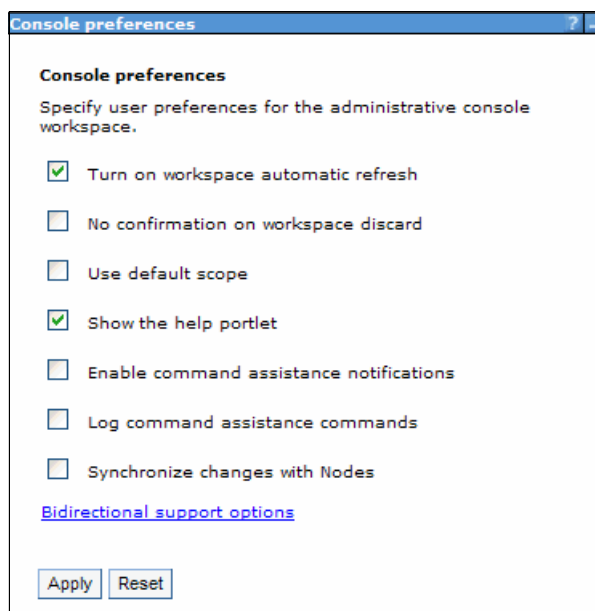 Console preferences ? -
Console preferences
Specify user preferences for the administrative console
workspace.
Turn on workspace automatic refresh
No confirmation on workspace discard
Use default scope
Show the help portlet
Enable command assistance notifications
Log command assistance commands
Synchronize changes with Nodes
Bidirectional support options
Apply Reset